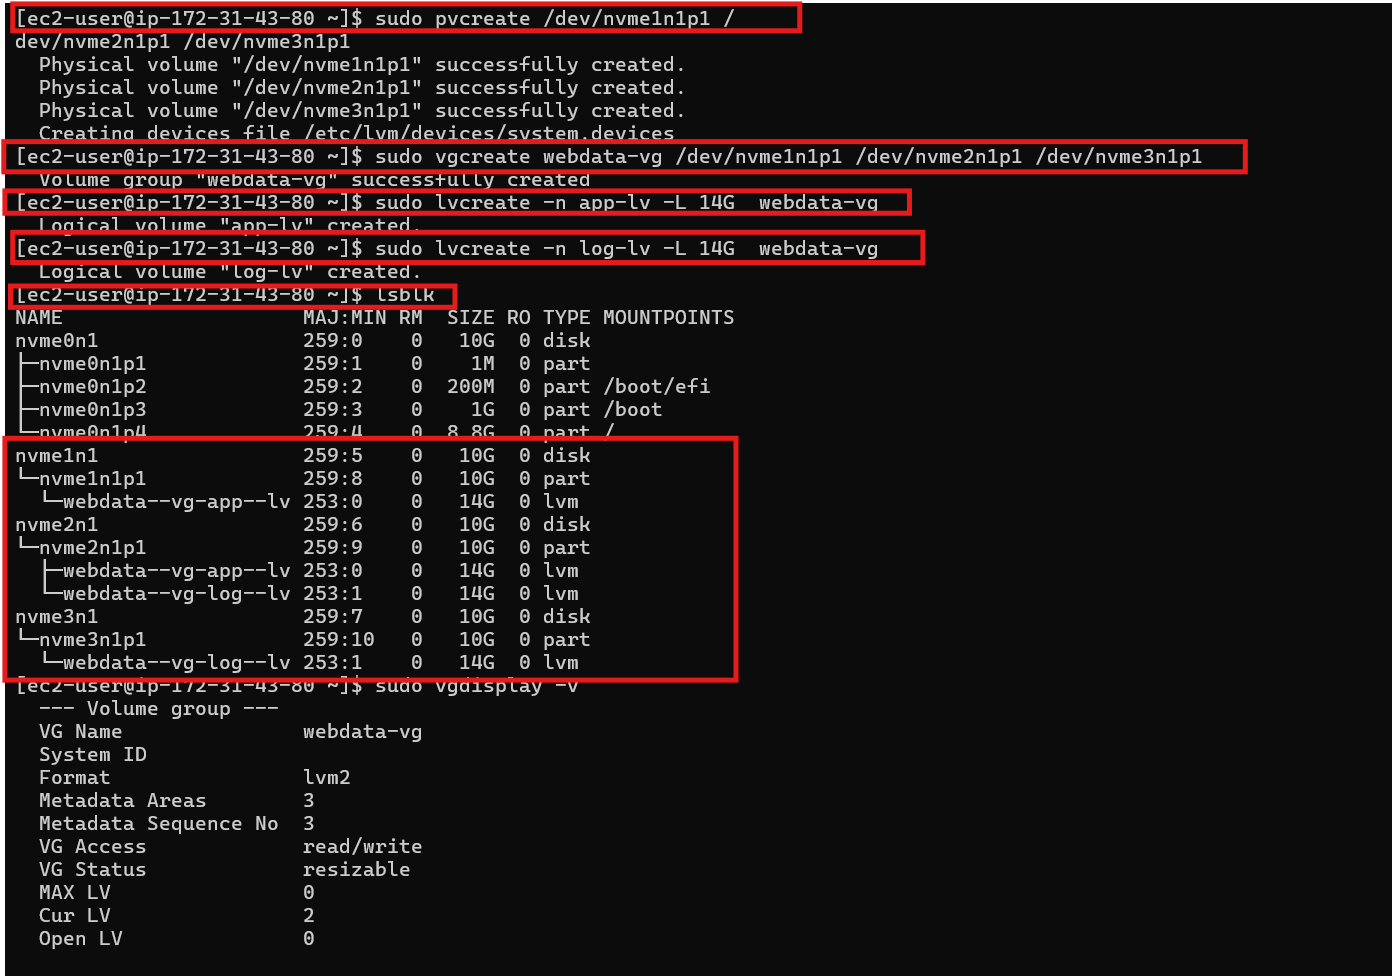 [ec2-user@ip-172-31-43-80 ~]$ sudo pvcreate /dev/nvme1n1p1 /
dev/nvme2n1p1 /dev/nvme3n1p1
  Physical volume "/dev/nvme1n1p1" successfully created.
  Physical volume "/dev/nvme2n1p1" successfully created.
  Physical volume "/dev/nvme3n1p1" successfully created.
  Creating devices file /etc/lvm/devices/system.devices
[ec2-user@ip-172-31-43-80 ~]$ sudo vgcreate webdata-vg /dev/nvme1n1p1 /dev/nvme2n1p1 /dev/nvme3n1p1
  Volume group "webdata-vg" successfully created
[ec2-user@ip-172-31-43-80 ~]$ sudo lvcreate -n app-lv -L 14G  webdata-vg
  Logical volume "app-lv" created.
[ec2-user@ip-172-31-43-80 ~]$ sudo lvcreate -n log-lv -L 14G  webdata-vg
  Logical volume "log-lv" created.
[ec2-user@ip-172-31-43-80 ~]$ lsblk
NAME                    MAJ:MIN RM  SIZE RO TYPE MOUNTPOINTS
nvme0n1                 259:0    0   10G  0 disk
├─nvme0n1p1             259:1    0    1M  0 part
├─nvme0n1p2             259:2    0  200M  0 part /boot/efi
├─nvme0n1p3             259:3    0    1G  0 part /boot
└─nvme0n1p4             259:4    0  8.8G  0 part /
nvme1n1                 259:5    0   10G  0 disk
└─nvme1n1p1             259:8    0   10G  0 part
  └─webdata--vg-app--lv 253:0    0   14G  0 lvm
nvme2n1                 259:6    0   10G  0 disk
└─nvme2n1p1             259:9    0   10G  0 part
  ├─webdata--vg-app--lv 253:0    0   14G  0 lvm
  └─webdata--vg-log--lv 253:1    0   14G  0 lvm
nvme3n1                 259:7    0   10G  0 disk
└─nvme3n1p1             259:10   0   10G  0 part
  └─webdata--vg-log--lv 253:1    0   14G  0 lvm
[ec2-user@ip-172-31-43-80 ~]$ sudo vgdisplay -v
  --- Volume group ---
  VG Name               webdata-vg
  System ID
  Format                lvm2
  Metadata Areas        3
  Metadata Sequence No  3
  VG Access             read/write
  VG Status             resizable
  MAX LV                0
  Cur LV                2
  Open LV               0